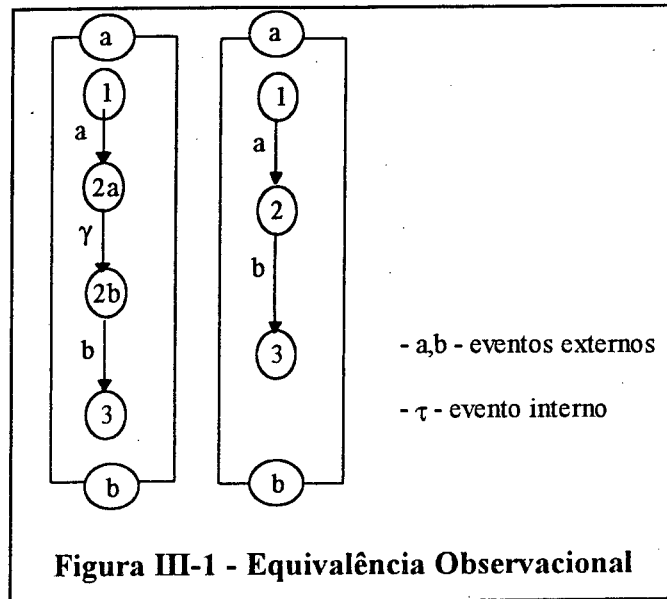 a
1
a
2a
γ
2b
b
3
b
a
1
a
2
b
3
b
- a,b - eventos externos
- τ - evento interno
Figura III-1 - Equivalência Observacional